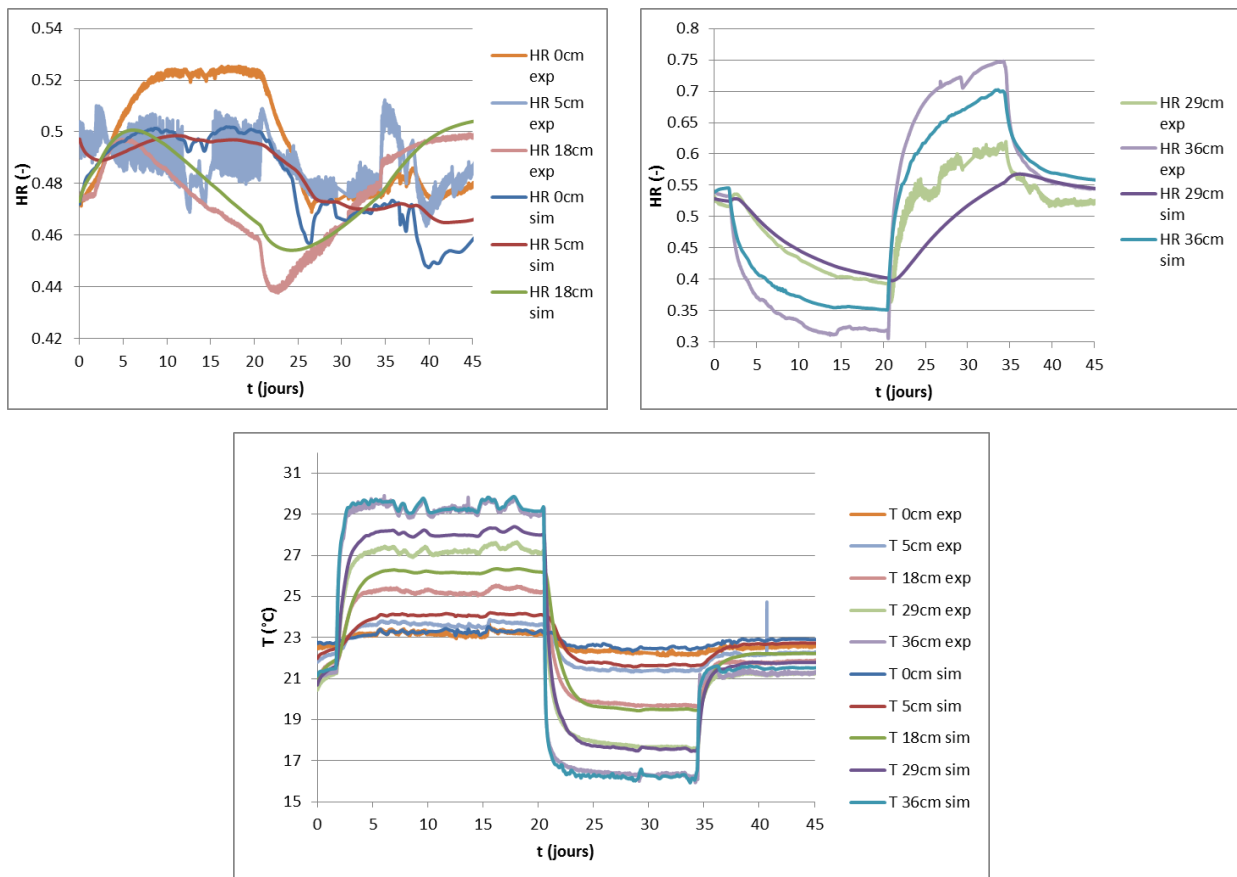 0.54
0.52
0.5
0.48
0.46
0.44
0.42
HR (-)
0 5 10 15 20 25 30 35 40 45
t (jours)
HR 0cm
exp
HR 5cm
exp
HR 18cm
exp
HR 0cm
sim
HR 5cm
sim
HR 18cm
sim
0.8
0.75
0.7
0.65
0.6
0.55
0.5
0.45
0.4
0.35
0.3
HR (-)
0 5 10 15 20 25 30 35 40 45
t (jours)
HR 29cm
exp
HR 36cm
exp
HR 29cm
sim
HR 36cm
sim
31
29
27
25
23
21
19
17
15
T (°C)
0 5 10 15 20 25 30 35 40 45
t (jours)
T 0cm exp
T 5cm exp
T 18cm exp
T 29cm exp
T 36cm exp
T 0cm sim
T 5cm sim
T 18cm sim
T 29cm sim
T 36cm sim